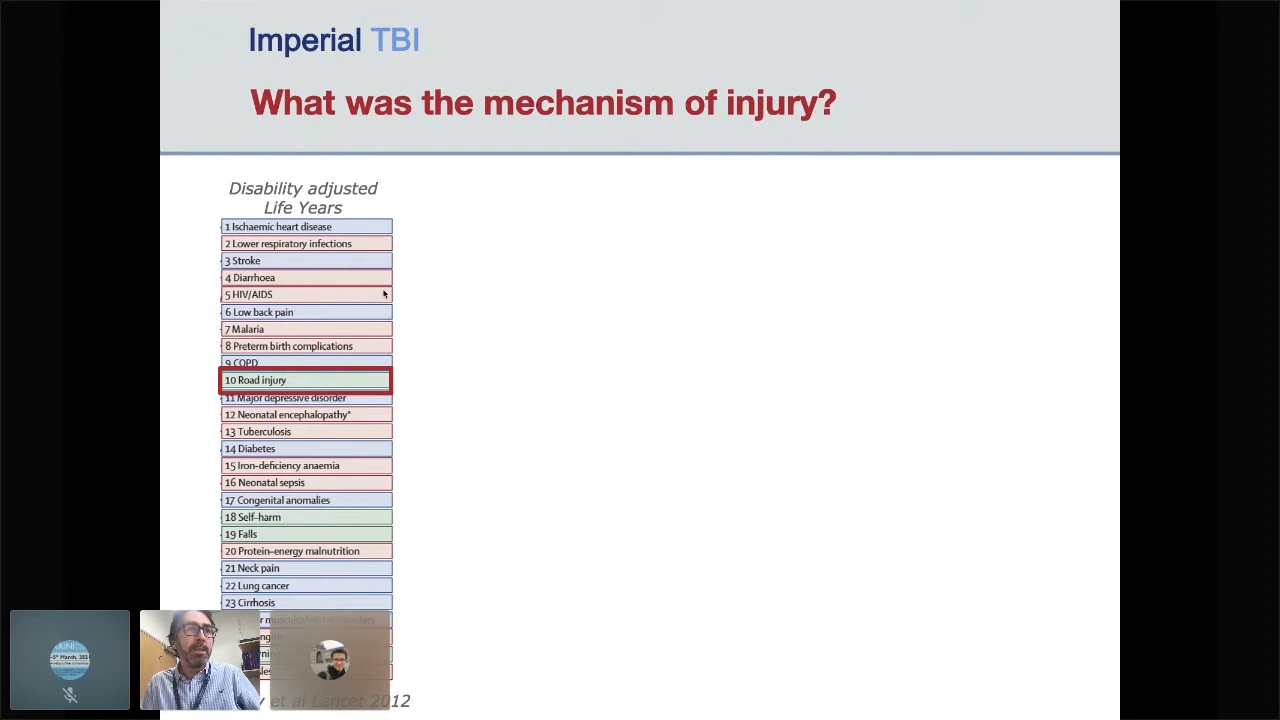 Imperial TBI
What was the mechanism of injury?
Disability adjusted
Life Years
1 Ischaemic heart disease
2 Lower respiratory infections
3 Stroke
4 Diarrhoea
5 HIV/AIDS
6 Low back pain
7 Malaria
8 Preterm birth complications
9 COPD
10 Road injury
11 Major depressive disorder
12 Neonatal encephalopathy*
13 Tuberculosis
14 Diabetes
15 Iron-deficiency anaemia
16 Neonatal sepsis
17 Congenital anomalies
18 Self-harm
19 Falls
20 Protein-energy malnutrition
21 Neck pain
22 Lung cancer
23 Cirrhosis
musculoskeletal disorders
et al Lancet 2012